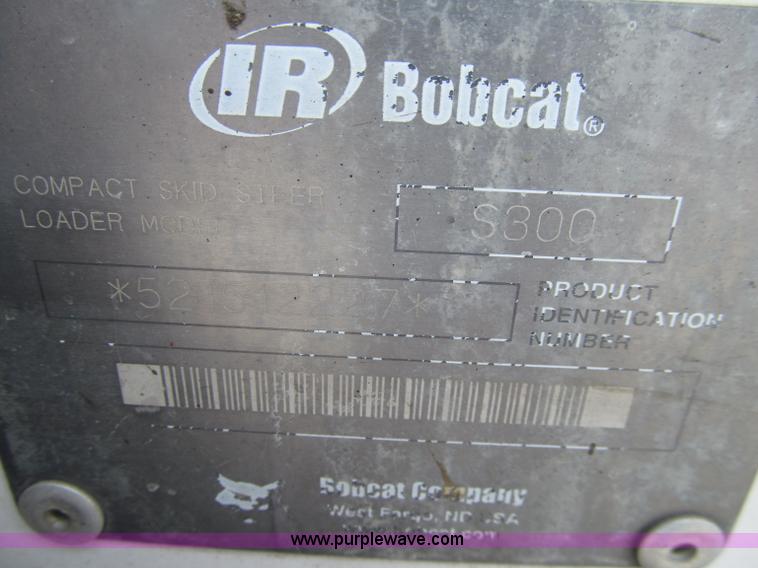 IR Bobcat®
COMPACT SKID STEER
LOADER MODEL
S300
PRODUCT
IDENTIFICATION
NUMBER
Bobcat Company
West Fargo, ND USA
www.purplewave.com